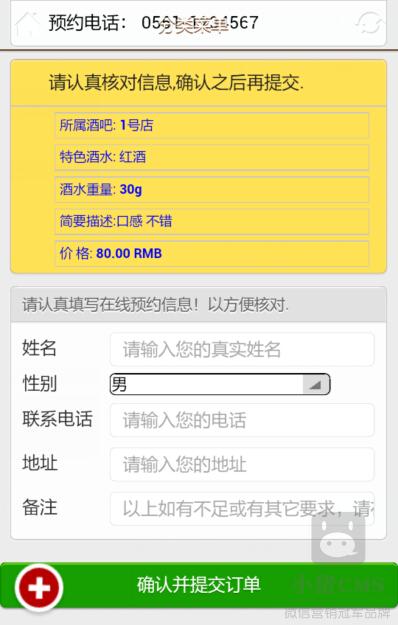 预约电话：
分类菜单
请认真核对信息,确认之后再提交.
所属酒吧: 1号店
特色酒水: 红酒
酒水重量: 30g
简要描述:口感 不错
价 格: 80.00 RMB
请认真填写在线预约信息！以方便核对.
姓名 请输入您的真实姓名
性别 男
联系电话 请输入您的电话
地址 请输入您的地址
备注 以上如有不足或有其它要求，请
确认并提交订单
小猪CMS
微信营销冠军品牌